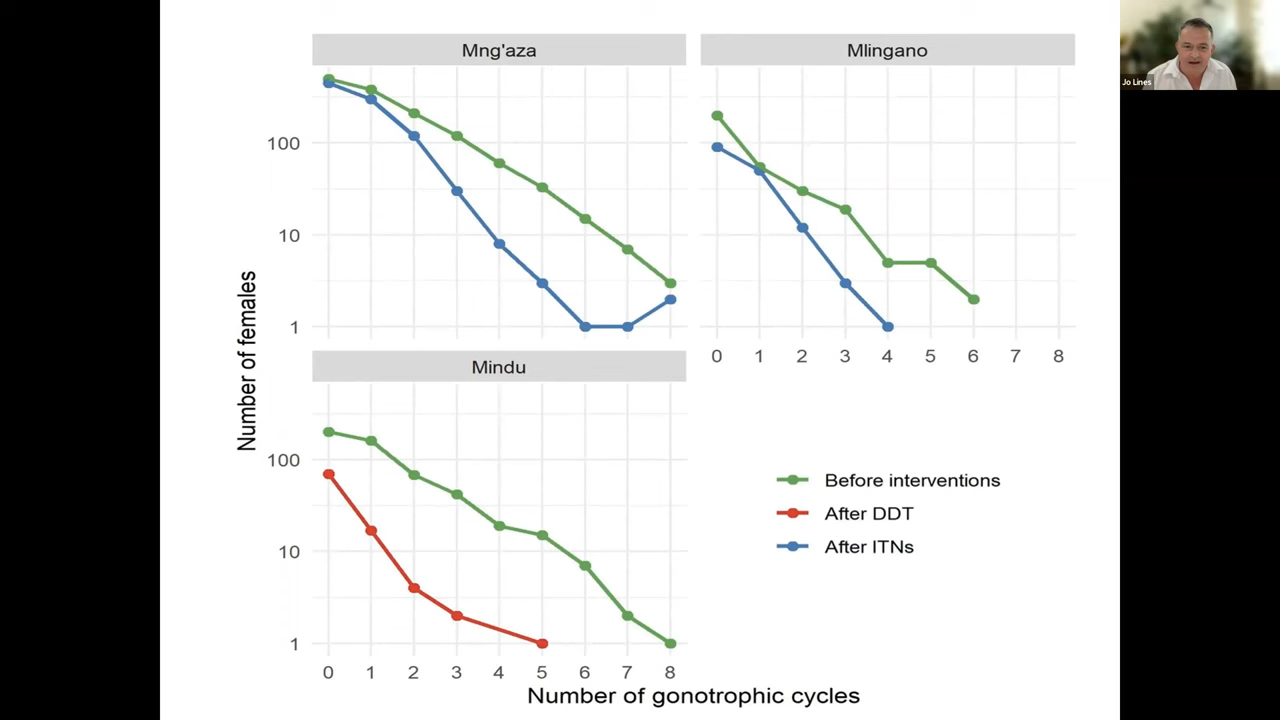 Mng'aza
Mlingano
Jo Lines
100
10
1
0 1 2 3 4 5 6 7 8
Number of females
Mindu
100
10
1
0 1 2 3 4 5 6 7 8
Number of gonotrophic cycles
Before interventions
After DDT
After ITNs